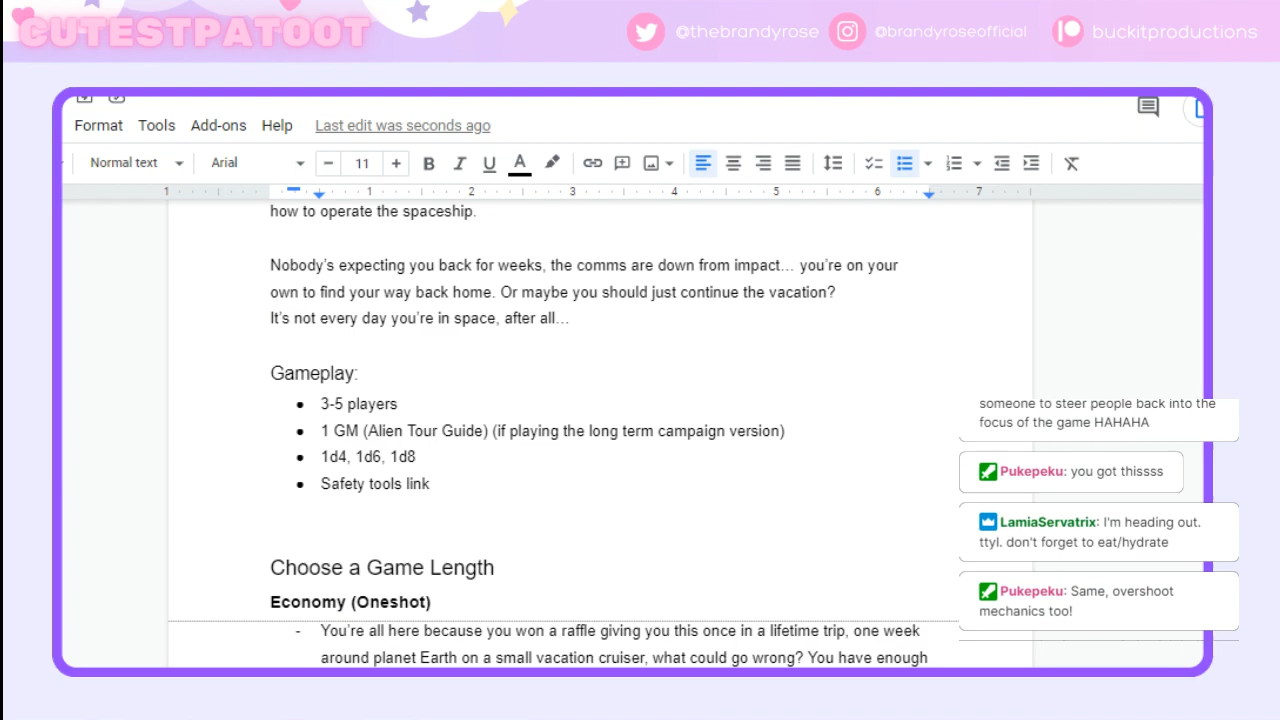 CUTESTPATOOT
@thebrandyrose
@brandyroseofficial
buckitproductions
Format Tools Add-ons Help Last edit was seconds ago
Normal text Arial − 11 + B I U A
1 1 2 3 4 5 6 7
how to operate the spaceship.
Nobody's expecting you back for weeks, the comms are down from impact… you're on your
own to find your way back home. Or maybe you should just continue the vacation?
It's not every day you're in space, after all…
Gameplay:
● 3-5 players
● 1 GM (Alien Tour Guide) (if playing the long term campaign version)
● 1d4, 1d6, 1d8
● Safety tools link
Choose a Game Length
Economy (Oneshot)
- You're all here because you won a raffle giving you this once in a lifetime trip, one week
around planet Earth on a small vacation cruiser, what could go wrong? You have enough
someone to steer people back into the
focus of the game HAHAHA
Pukepeku: you got thissss
LamiaServatrix: I'm heading out.
ttyl. don't forget to eat/hydrate
Pukepeku: Same, overshoot
mechanics too!